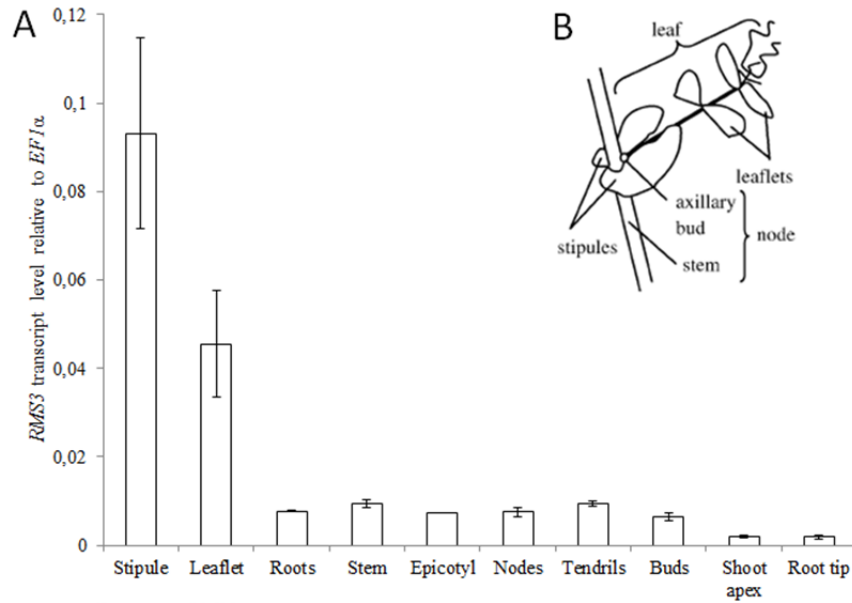 A
RMS3 transcript level relative to EF1α
0,12
0,1
0,08
0,06
0,04
0,02
0
Stipule Leaflet Roots Stem Epicotyl Nodes Tendrils Buds Shoot Root tip
apex
B
leaf
leaflets
axillary
bud
node
stipules
stem